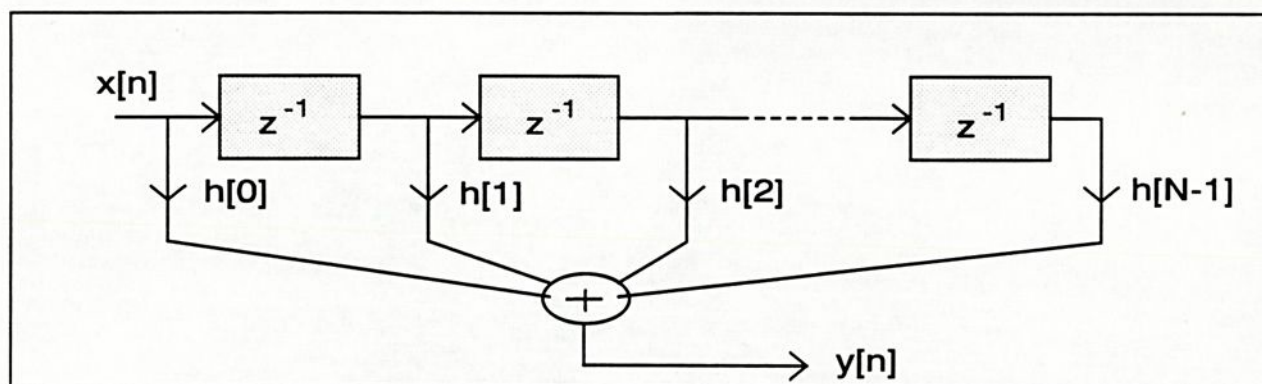 x[n]
z⁻¹ z⁻¹ z⁻¹
h[0] h[1] h[2] h[N-1]
+
y[n]